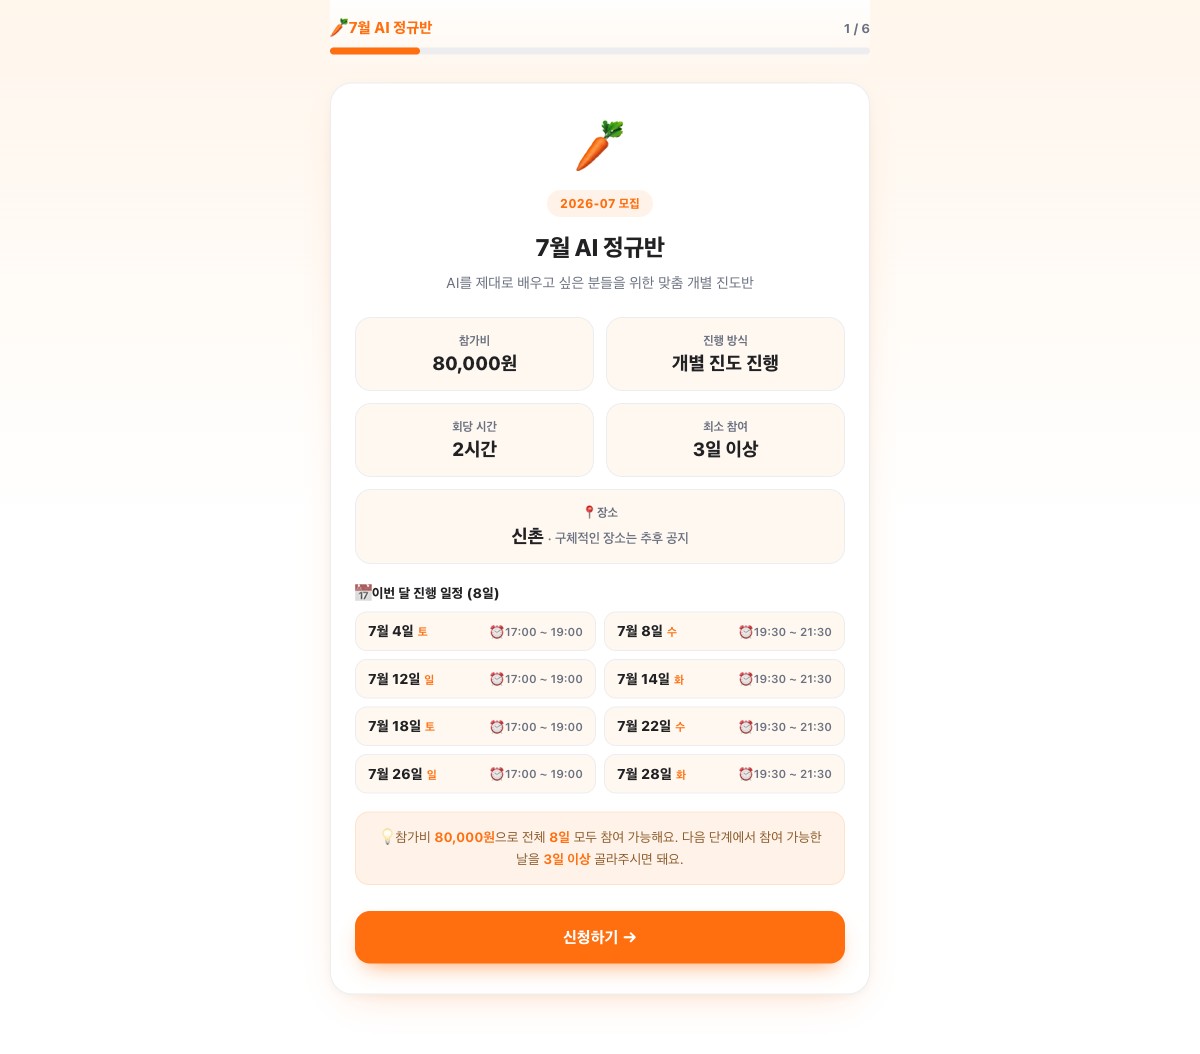 7월 AI 정규반
1 / 6
2026-07 모집
7월 AI 정규반
AI를 제대로 배우고 싶은 분들을 위한 맞춤 개별 진도반
참가비
80,000원
진행 방식
개별 진도 진행
회당 시간
2시간
최소 참여
3일 이상
장소
신촌 · 구체적인 장소는 추후 공지
이번 달 진행 일정 (8일)
7월 4일 토 17:00 ~ 19:00
7월 8일 수 19:30 ~ 21:30
7월 12일 일 17:00 ~ 19:00
7월 14일 화 19:30 ~ 21:30
7월 18일 토 17:00 ~ 19:00
7월 22일 수 19:30 ~ 21:30
7월 26일 일 17:00 ~ 19:00
7월 28일 화 19:30 ~ 21:30
참가비 80,000원으로 전체 8일 모두 참여 가능해요. 다음 단계에서 참여 가능한
날을 3일 이상 골라주시면 돼요.
신청하기 →